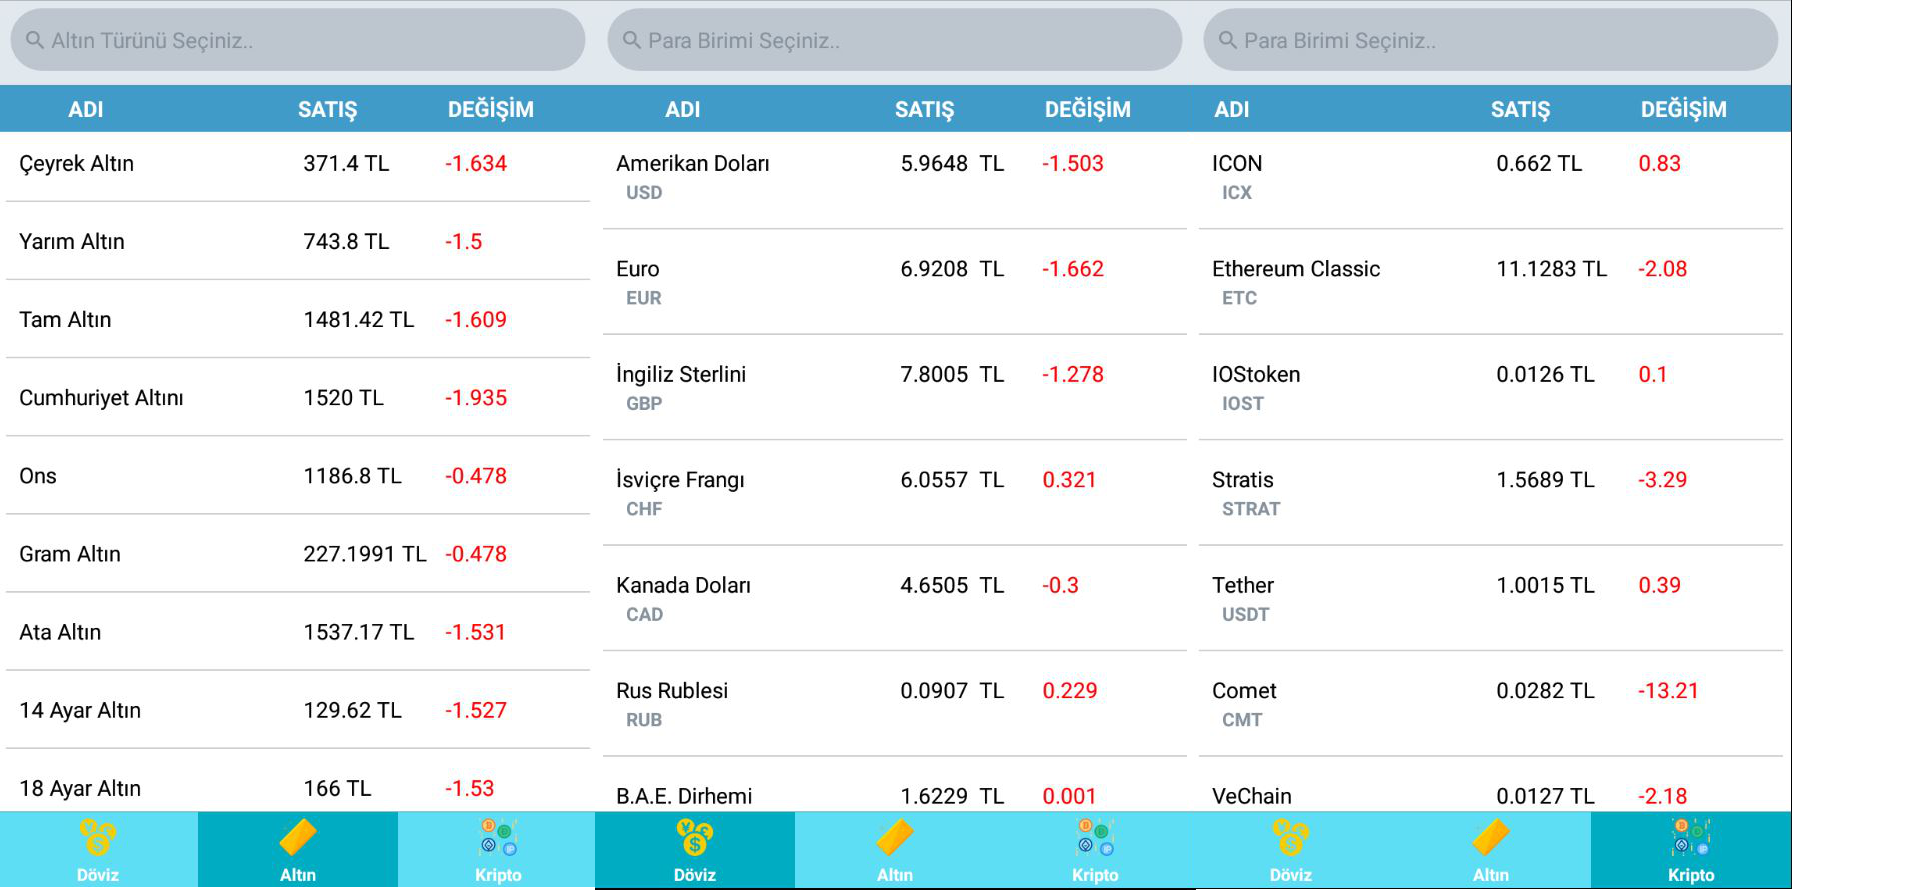 Altın Türünü Seçiniz..
ADI SATIŞ DEĞİŞİM
Çeyrek Altın 371.4 TL -1.634
Yarım Altın 743.8 TL -1.5
Tam Altın 1481.42 TL -1.609
Cumhuriyet Altını 1520 TL -1.935
Ons 1186.8 TL -0.478
Gram Altın 227.1991 TL -0.478
Ata Altın 1537.17 TL -1.531
14 Ayar Altın 129.62 TL -1.527
18 Ayar Altın 166 TL -1.53
Döviz Altın Kripto
Para Birimi Seçiniz..
ADI SATIŞ DEĞİŞİM
Amerikan Doları 5.9648 TL -1.503
USD
Euro 6.9208 TL -1.662
EUR
İngiliz Sterlini 7.8005 TL -1.278
GBP
İsviçre Frangı 6.0557 TL 0.321
CHF
Kanada Doları 4.6505 TL -0.3
CAD
Rus Rublesi 0.0907 TL 0.229
RUB
B.A.E. Dirhemi 1.6229 TL 0.001
Döviz Altın Kripto
Para Birimi Seçiniz..
ADI SATIŞ DEĞİŞİM
ICON 0.662 TL 0.83
ICX
Ethereum Classic 11.1283 TL -2.08
ETC
IOStoken 0.0126 TL 0.1
IOST
Stratis 1.5689 TL -3.29
STRAT
Tether 1.0015 TL 0.39
USDT
Comet 0.0282 TL -13.21
CMT
VeChain 0.0127 TL -2.18
Döviz Altın Kripto